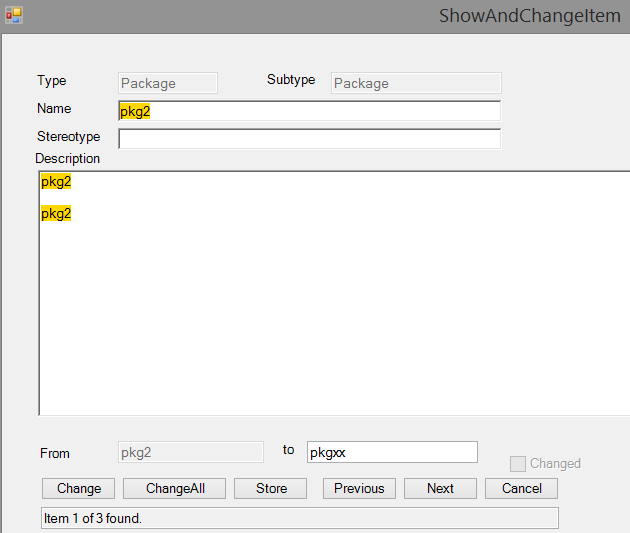 ShowAndChangeItem
Type Package Subtype Package
Name pkg2
Stereotype
Description
pkg2
pkg2
From pkg2 to pkgxx
Changed
Change ChangeAll Store Previous Next Cancel
Item 1 of 3 found.